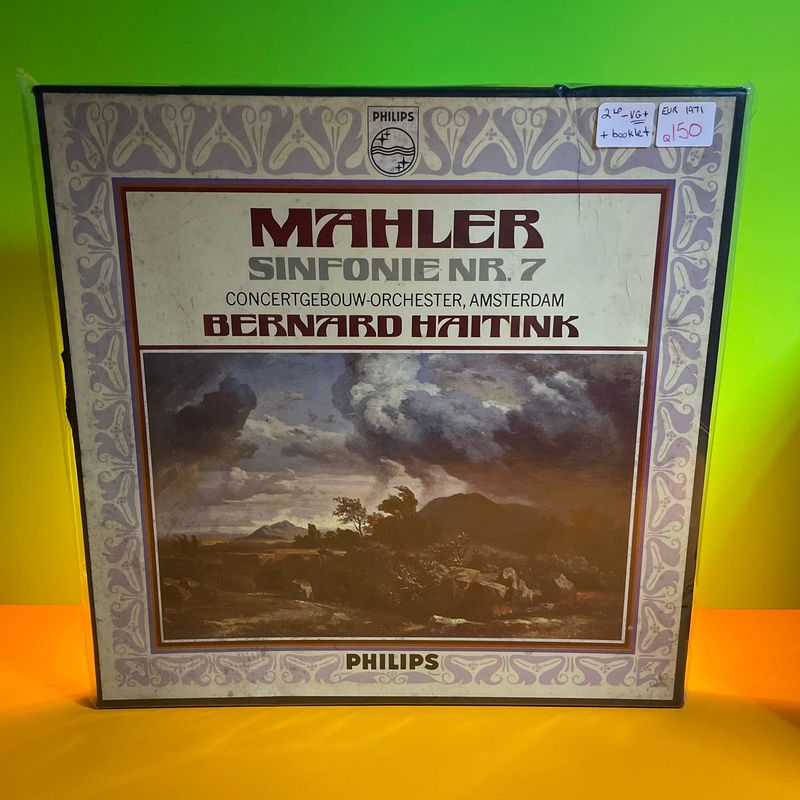 PHILIPS
2 LP - VG+
+ booklet
EUR 1971
Q150
MAHLER
SINFONIE NR. 7
CONCERTGEBOUW-ORCHESTER, AMSTERDAM
BERNARD HAITINK
PHILIPS